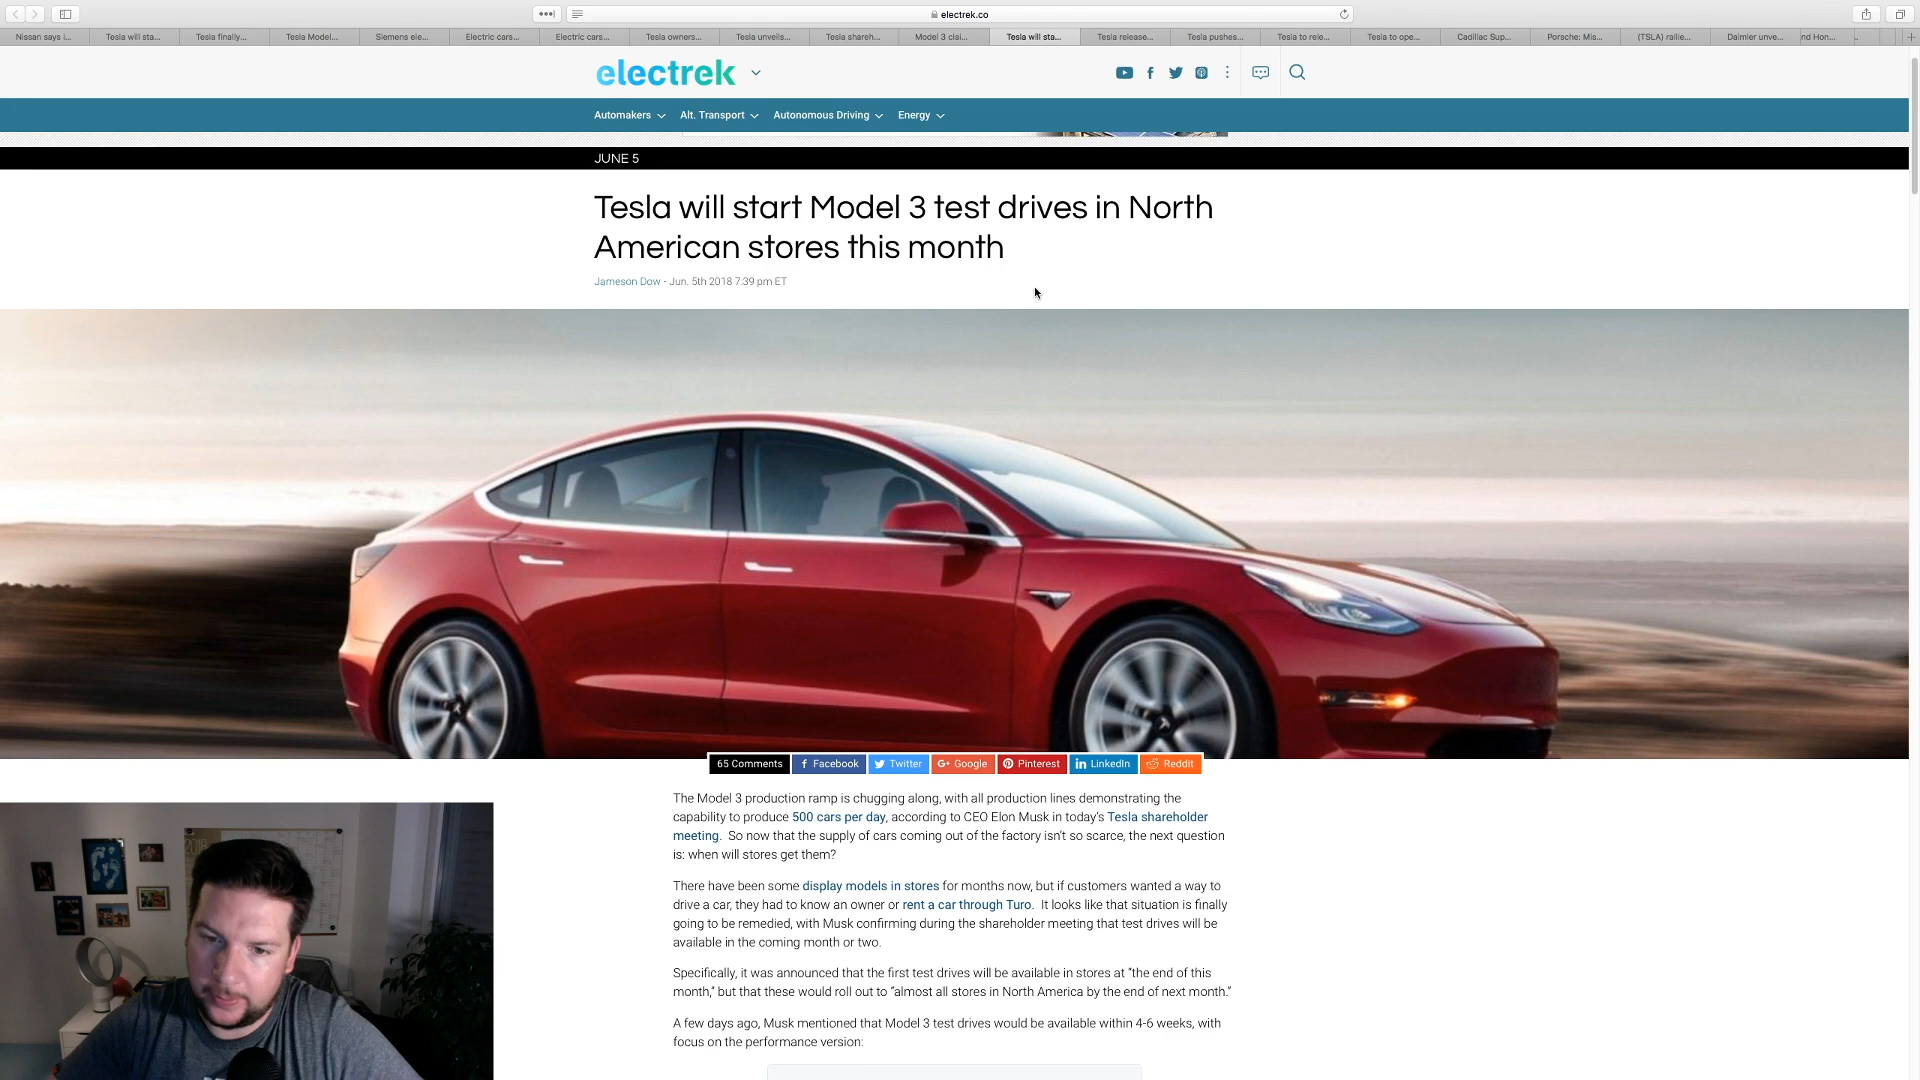 electrek.co
Nissan says i...
Tesla will sta...
Tesla finally...
Tesla Model...
Siemens ele...
Electric cars...
Electric cars...
Tesla owners...
Tesla unveils...
Tesla shareh...
Model 3 clai...
Tesla will sta...
Tesla release...
Tesla pushes...
Tesla to rele...
Tesla to ope...
Cadillac Sup...
Porsche: Mis...
(TSLA) rallie...
Daimler unve...
nd Hon...
electrek
Automakers
Alt. Transport
Autonomous Driving
Energy
JUNE 5
Tesla will start Model 3 test drives in North
American stores this month
Jameson Dow - Jun. 5th 2018 7:39 pm ET
65 Comments
Facebook
Twitter
G+ Google
Pinterest
in LinkedIn
Reddit
The Model 3 production ramp is chugging along, with all production lines demonstrating the
capability to produce 500 cars per day, according to CEO Elon Musk in today's Tesla shareholder
meeting. So now that the supply of cars coming out of the factory isn't so scarce, the next question
is: when will stores get them?
There have been some display models in stores for months now, but if customers wanted a way to
drive a car, they had to know an owner or rent a car through Turo. It looks like that situation is finally
going to be remedied, with Musk confirming during the shareholder meeting that test drives will be
available in the coming month or two.
Specifically, it was announced that the first test drives will be available in stores at “the end of this
month,” but that these would roll out to “almost all stores in North America by the end of next month.”
A few days ago, Musk mentioned that Model 3 test drives would be available within 4-6 weeks, with
focus on the performance version: